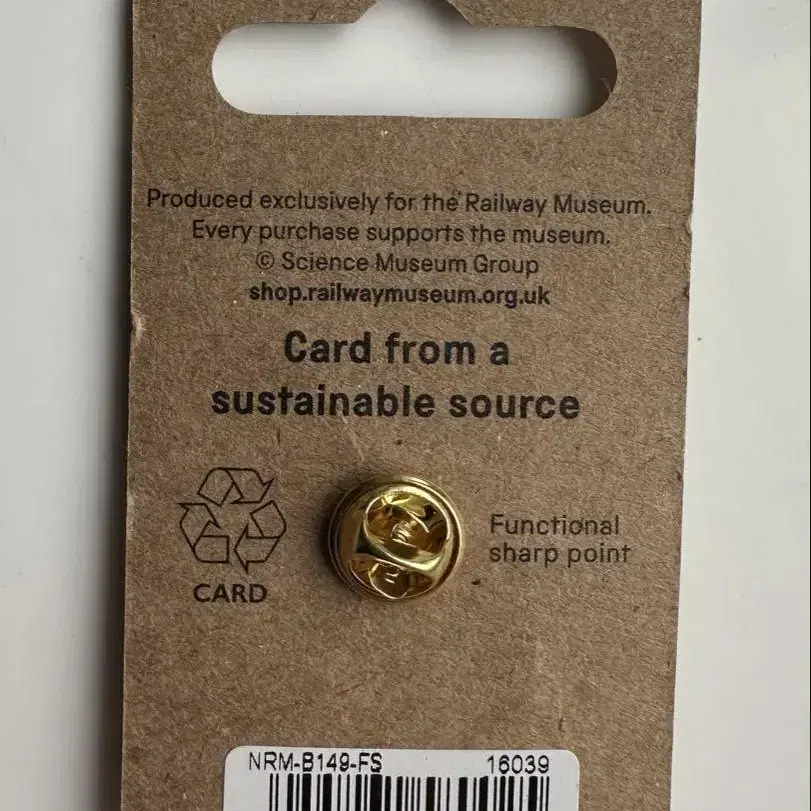 Produced exclusively for the Railway Museum.
Every purchase supports the museum.
© Science Museum Group
shop.railwaymuseum.org.uk
Card from a
sustainable source
Functional
sharp point
CARD
NRM-B149-FS 16039